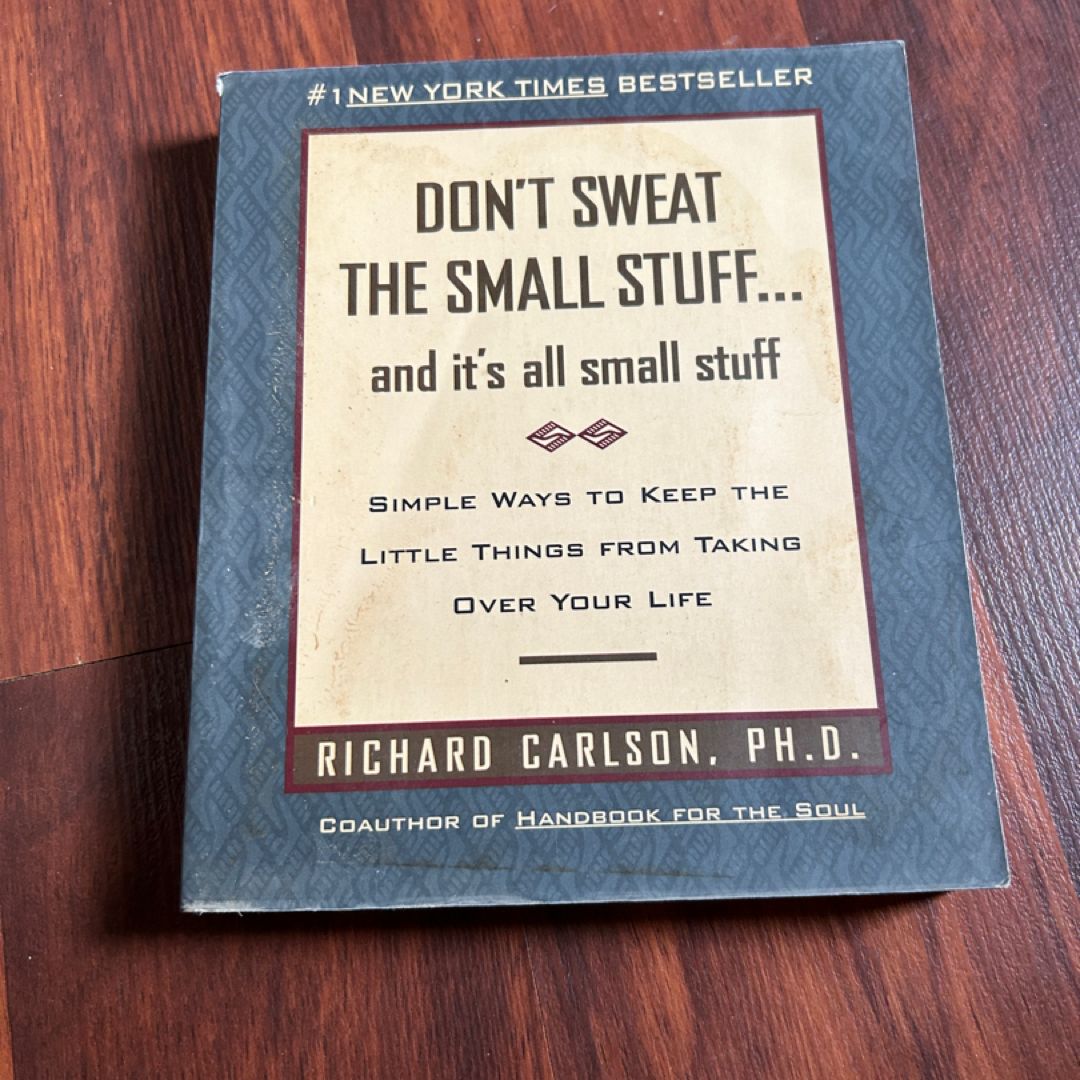 #1 NEW YORK TIMES BESTSELLER
DON'T SWEAT
THE SMALL STUFF...
and it's all small stuff
SIMPLE WAYS TO KEEP THE
LITTLE THINGS FROM TAKING
OVER YOUR LIFE
RICHARD CARLSON, PH.D.
COAUTHOR OF HANDBOOK FOR THE SOUL